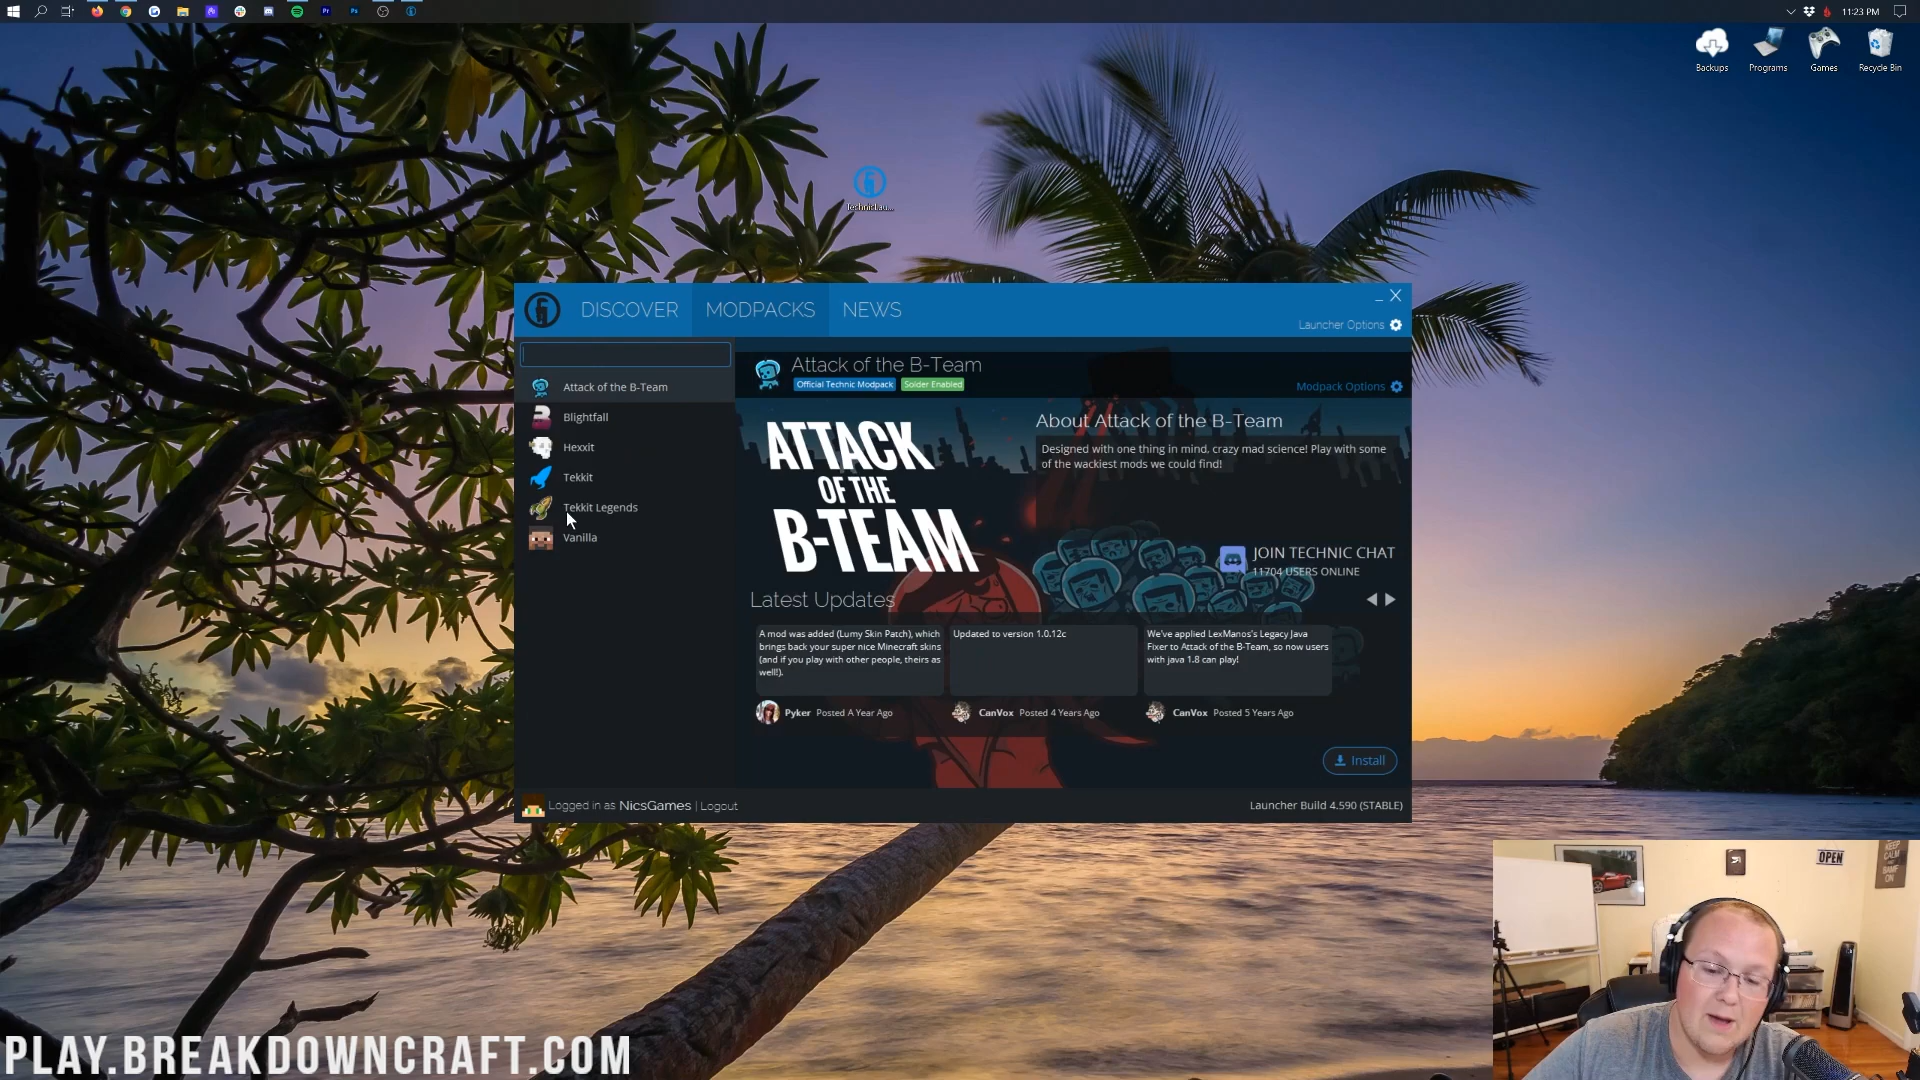 11:23 PM
Backups
Programs
Games
Recycle Bin
TechnicLau...
DISCOVER
MODPACKS
NEWS
Launcher Options
Attack of the B-Team
Blightfall
Hexxit
Tekkit
Tekkit Legends
Vanilla
Attack of the B-Team
Official Technic Modpack
Solder Enabled
Modpack Options
ATTACK
OF THE
B-TEAM
About Attack of the B-Team
Designed with one thing in mind, crazy mad science! Play with some
of the wackiest mods we could find!
JOIN TECHNIC CHAT
11704 USERS ONLINE
Latest Updates
A mod was added (Lumy Skin Patch), which
brings back your super nice Minecraft skins
(and if you play with other people, theirs as
well!).
Pyker Posted A Year Ago
Updated to version 1.0.12c
CanVox Posted 4 Years Ago
We've applied LexManos's Legacy Java
Fixer to Attack of the B-Team, so now users
with java 1.8 can play!
CanVox Posted 5 Years Ago
Install
Logged in as NicsGames | Logout
Launcher Build 4.590 (STABLE)
OPEN
KEEP
CALM
AND
BAMF
ON
PLAY.BREAKDOWNCRAFT.COM